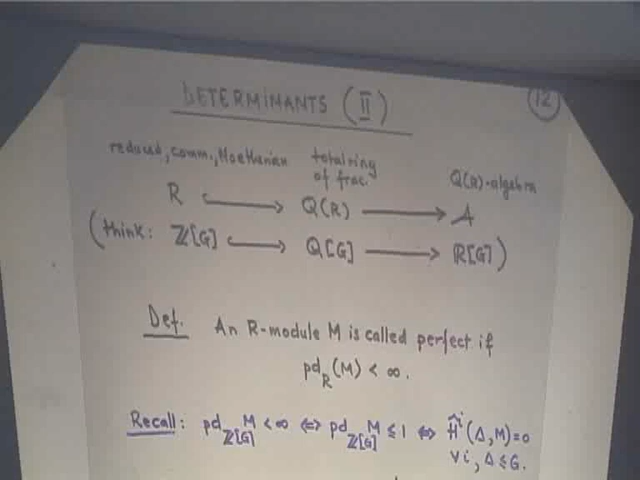 DETERMINANTS (II)
12
reduced, comm., Noetherian
total ring of frac.
Q(R)-algebra
R ↪ Q(R) → A
(think: ℤ[G] ↪ ℚ[G] → ℝ[G])
Def. An R-module M is called perfect if
pd_R(M) < ∞.
Recall: pd_ℤ[G] M < ∞ ⇔ pd_ℤ[G] M ≤ 1 ⇔ Ĥ^i(Δ, M) = 0
∀i, Δ ≤ G.